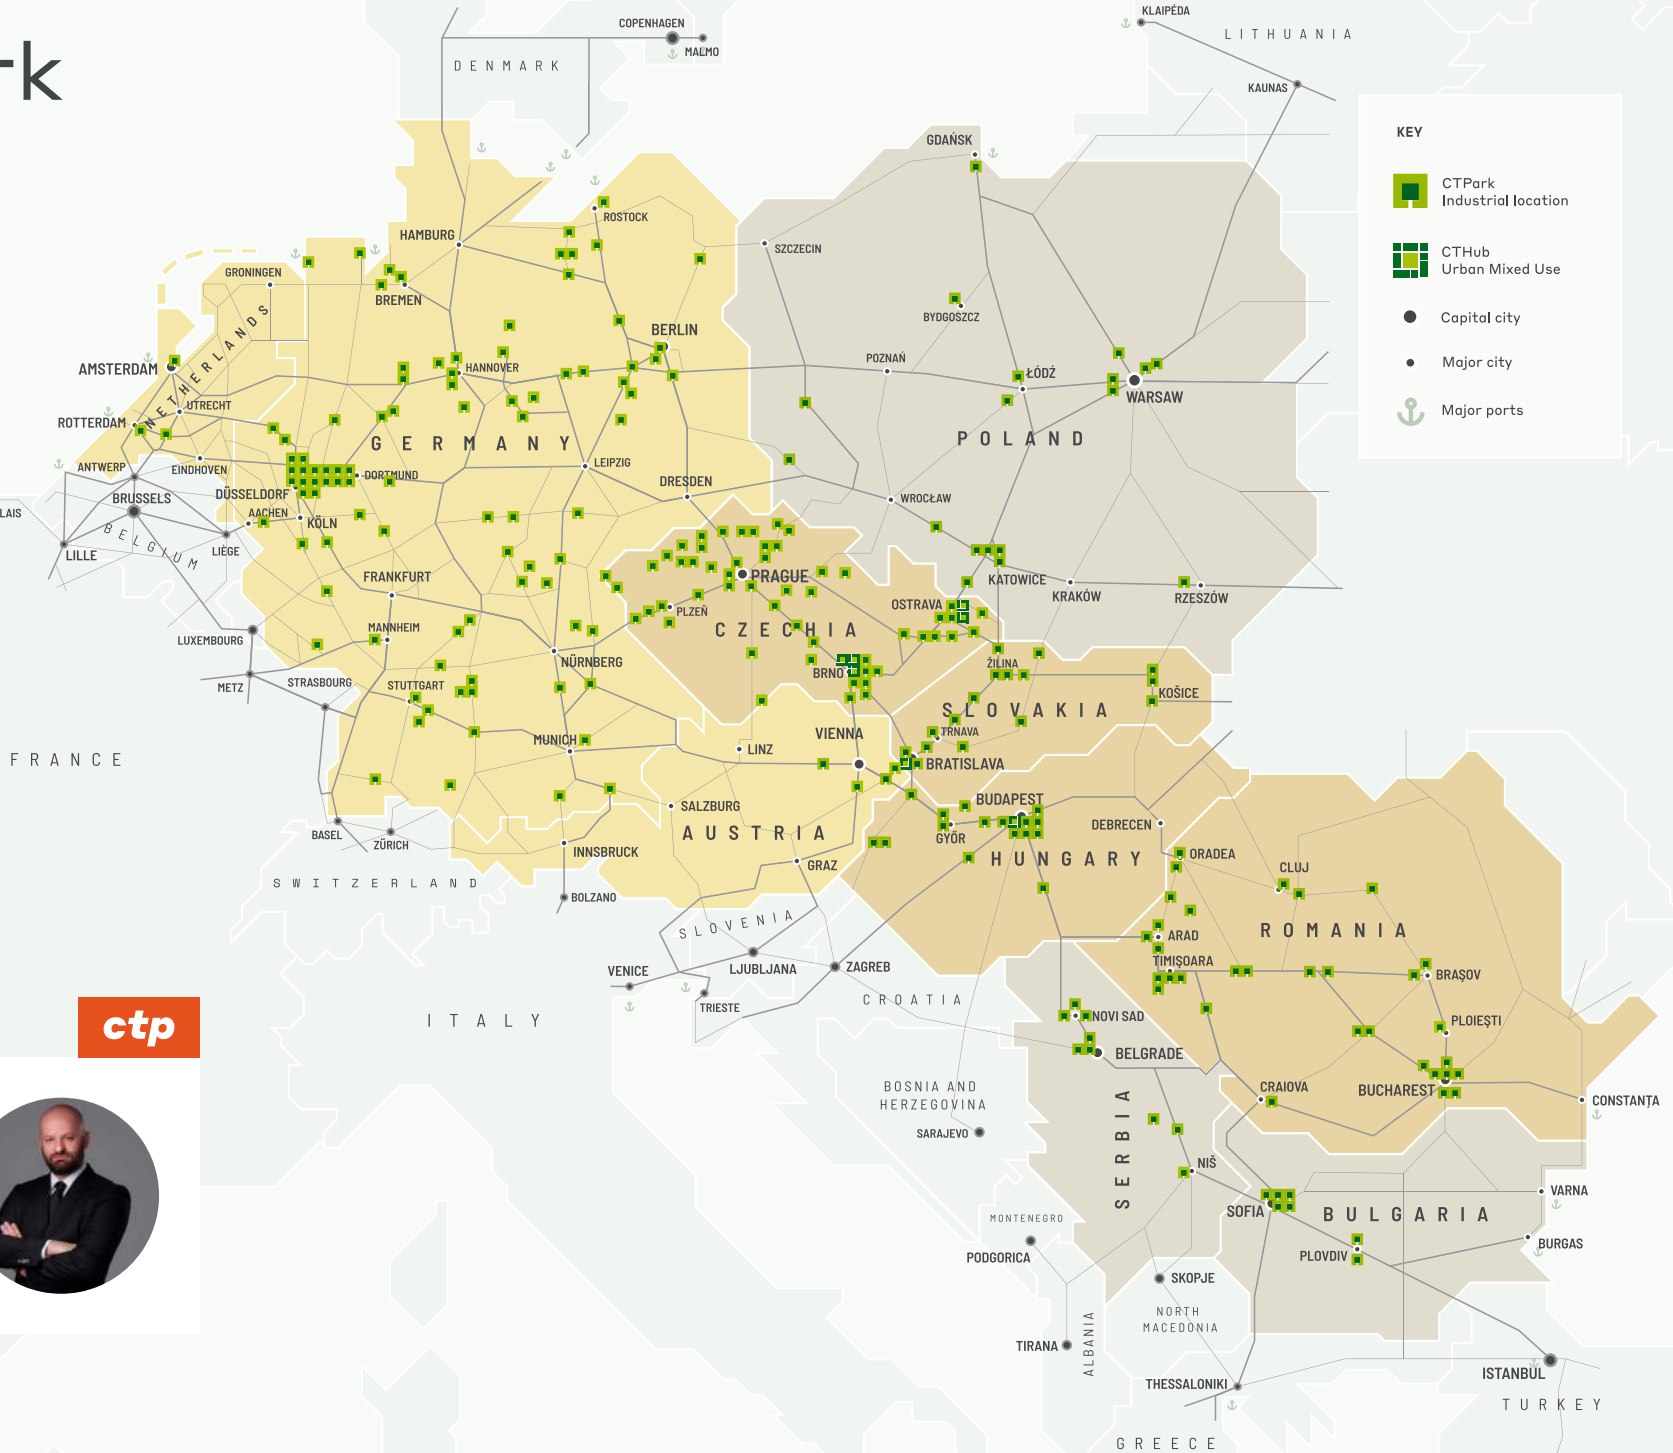 rk
COPENHAGEN
MALMO
DENMARK
KLAIPĖDA
LITHUANIA
KAUNAS
KEY
CTPark
Industrial location
CTHub
Urban Mixed Use
Capital city
Major city
Major ports
GDAŃSK
ROSTOCK
HAMBURG
SZCZECIN
GRONINGEN
BREMEN
BYDGOSZCZ
BERLIN
NETHERLANDS
AMSTERDAM
HANNOVER
POZNAŃ
ŁÓDŹ
WARSAW
UTRECHT
ROTTERDAM
GERMANY
POLAND
ANTWERP
EINDHOVEN
DORTMUND
LEIPZIG
DRESDEN
BRUSSELS
DÜSSELDORF
WROCŁAW
LAIS
AACHEN
KÖLN
BELGIUM
LIÈGE
LILLE
FRANKFURT
PRAGUE
KATOWICE
KRAKÓW
RZESZÓW
OSTRAVA
PLZEŇ
MANNHEIM
CZECHIA
LUXEMBOURG
NÜRNBERG
ŽILINA
BRNO
METZ
STRASBOURG
STUTTGART
KOŠICE
SLOVAKIA
TRNAVA
VIENNA
MUNICH
LINZ
FRANCE
BRATISLAVA
SALZBURG
BUDAPEST
BASEL
ZÜRICH
AUSTRIA
GYŐR
DEBRECEN
INNSBRUCK
HUNGARY
ORADEA
GRAZ
CLUJ
SWITZERLAND
BOLZANO
SLOVENIA
ROMANIA
ARAD
TIMIȘOARA
VENICE
LJUBLJANA
ZAGREB
BRAȘOV
TRIESTE
CROATIA
ITALY
NOVI SAD
PLOIEȘTI
ctp
BELGRADE
BOSNIA AND
HERZEGOVINA
CRAIOVA
BUCHAREST
CONSTANȚA
SARAJEVO
SERBIA
NIŠ
VARNA
SOFIA
BULGARIA
MONTENEGRO
PODGORICA
PLOVDIV
BURGAS
SKOPJE
NORTH
MACEDONIA
TIRANA
ALBANIA
ISTANBUL
THESSALONIKI
TURKEY
GREECE